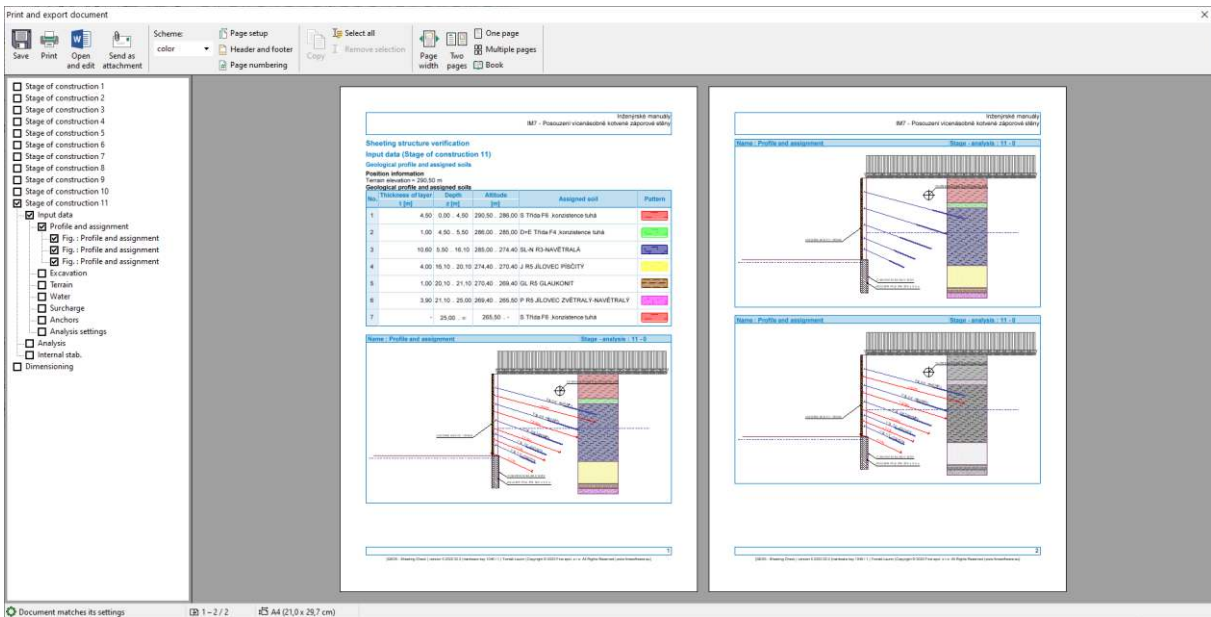 Print and export document
Save
Print
Open
and edit
Send as
attachment
Scheme:
color
Page setup
Header and footer
Page numbering
Copy
Select all
Remove selection
Page
width
Two
pages
One page
Multiple pages
Book
Stage of construction 1
Stage of construction 2
Stage of construction 3
Stage of construction 4
Stage of construction 5
Stage of construction 6
Stage of construction 7
Stage of construction 8
Stage of construction 9
Stage of construction 10
Stage of construction 11
Input data
Profile and assignment
Fig. : Profile and assignment
Fig. : Profile and assignment
Fig. : Profile and assignment
Excavation
Terrain
Water
Surcharge
Anchors
Analysis settings
Analysis
Internal stab.
Dimensioning
Inženýrské manuály
IM7 - Posouzení vícenásobně kotvené záporové stěny
Sheeting structure verification
Input data (Stage of construction 11)
Geological profile and assigned soils
Position information
Terrain elevation = 290,50 m
Geological profile and assigned soils
No. Thickness of layer t [m] Depth z [m] Altitude [m] Assigned soil Pattern
1 4,50 0,00 .. 4,50 290,50 .. 286,00 S Třída F6 ,konzistence tuhá
2 1,00 4,50 .. 5,50 286,00 .. 285,00 D+E Třída F4 ,konzistence tuhá
3 10,60 5,50 .. 16,10 285,00 .. 274,40 SL-N R3-NAVĚTRALÁ
4 4,00 16,10 .. 20,10 274,40 .. 270,40 J R5 JÍLOVEC PÍSČITÝ
5 1,00 20,10 .. 21,10 270,40 .. 269,40 GL R5 GLAUKONIT
6 3,90 21,10 .. 25,00 269,40 .. 265,50 P R5 JÍLOVEC ZVĚTRALÝ-NAVĚTRALÝ
7 - 25,00 .. ∞ 265,50 .. - S Třída F6 ,konzistence tuhá
Name : Profile and assignment Stage - analysis : 11 - 0
1
Inženýrské manuály
IM7 - Posouzení vícenásobně kotvené záporové stěny
Name : Profile and assignment Stage - analysis : 11 - 0
Name : Profile and assignment Stage - analysis : 11 - 0
2
Document matches its settings
1 – 2 / 2
A4 (21,0 x 29,7 cm)